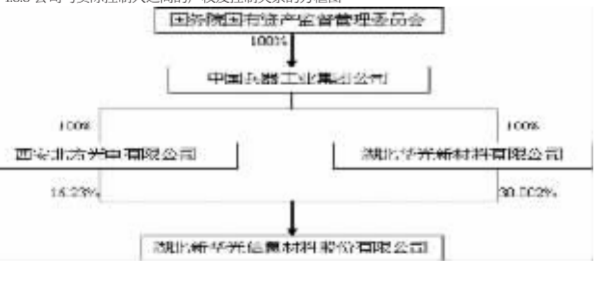 4.3.3 公司与实际控制人之间的产权及控制关系的方框图
国务院国有资产监督管理委员会
100%
中国兵器工业集团公司
100%
100%
西安北方光电有限公司
湖北华光新材料有限公司
16.23%
30.002%
湖北新华光信息材料股份有限公司